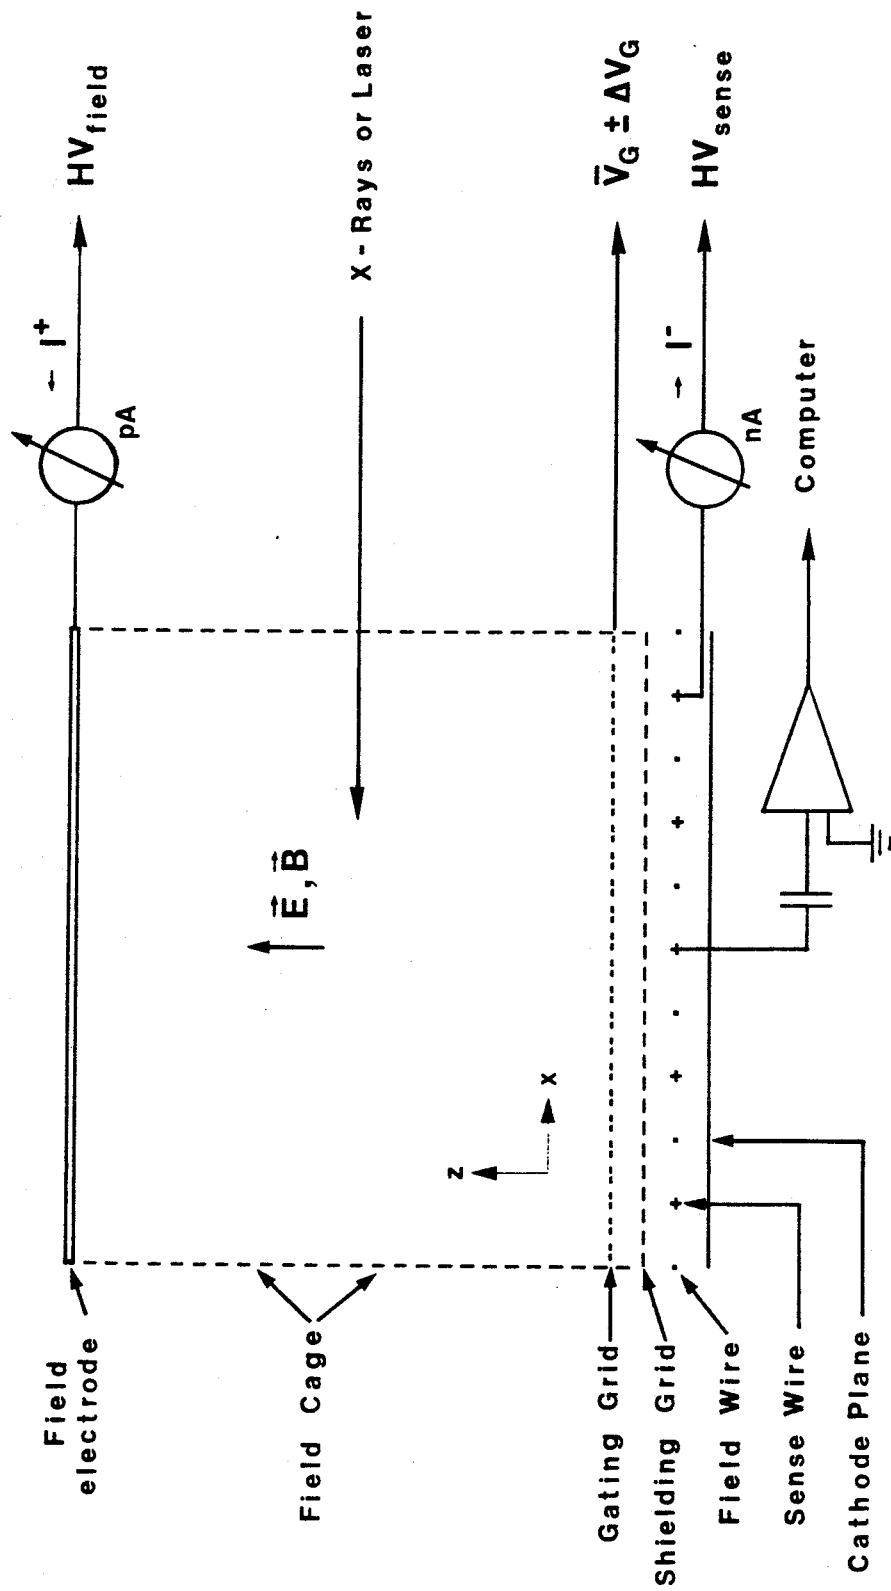 Field
electrode
Field Cage
Gating Grid
Shielding Grid
Field Wire
Sense Wire
Cathode Plane
z
x
E⃗, B⃗
I⁺
pA
HV_field
X - Rays or Laser
V̅_G ± ΔV_G
I⁻
nA
HV_sense
Computer